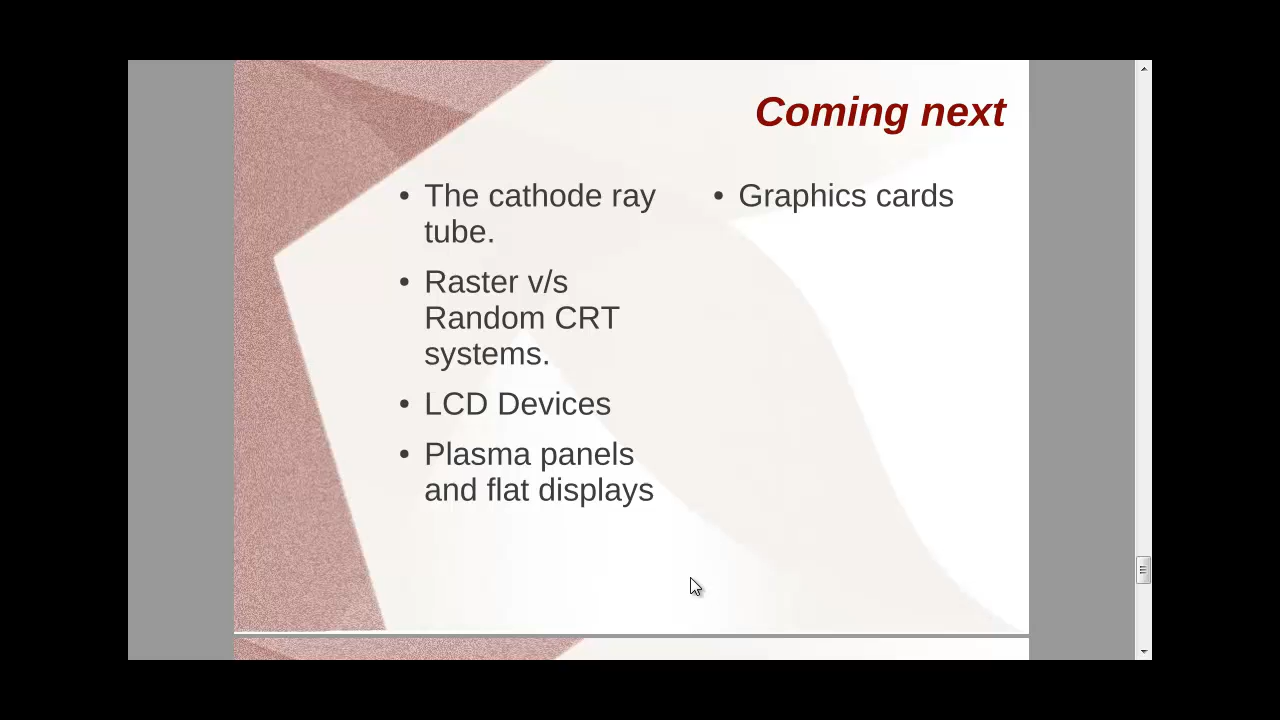 Coming next
• The cathode ray
tube.
• Raster v/s
Random CRT
systems.
• LCD Devices
• Plasma panels
and flat displays
• Graphics cards